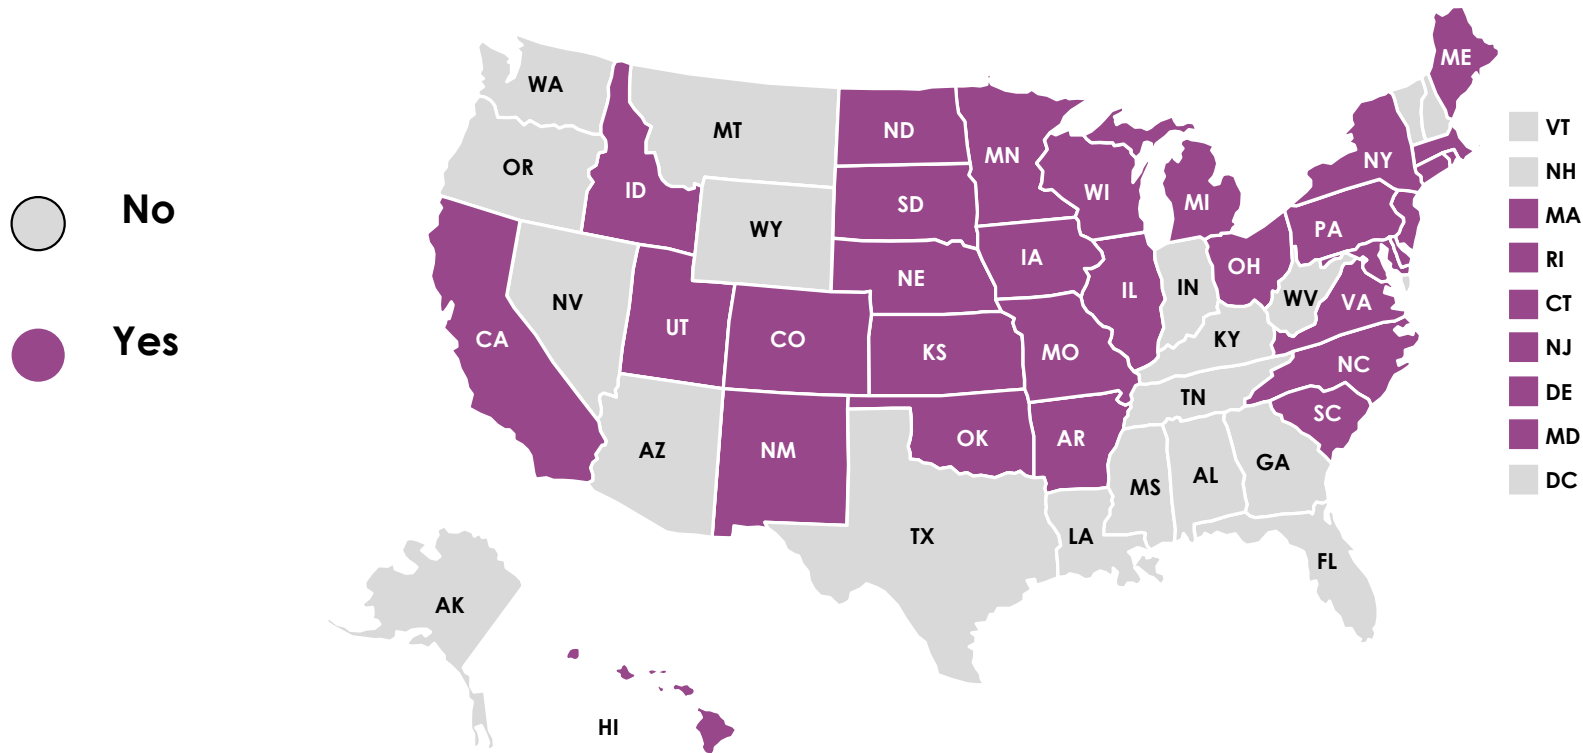 No
Yes
WA
OR
CA
NV
ID
MT
WY
UT
AZ
CO
NM
ND
SD
NE
KS
OK
TX
MN
IA
MO
AR
LA
WI
IL
MI
IN
OH
KY
TN
MS
AL
GA
FL
SC
NC
VA
WV
PA
NY
ME
AK
HI
VT
NH
MA
RI
CT
NJ
DE
MD
DC